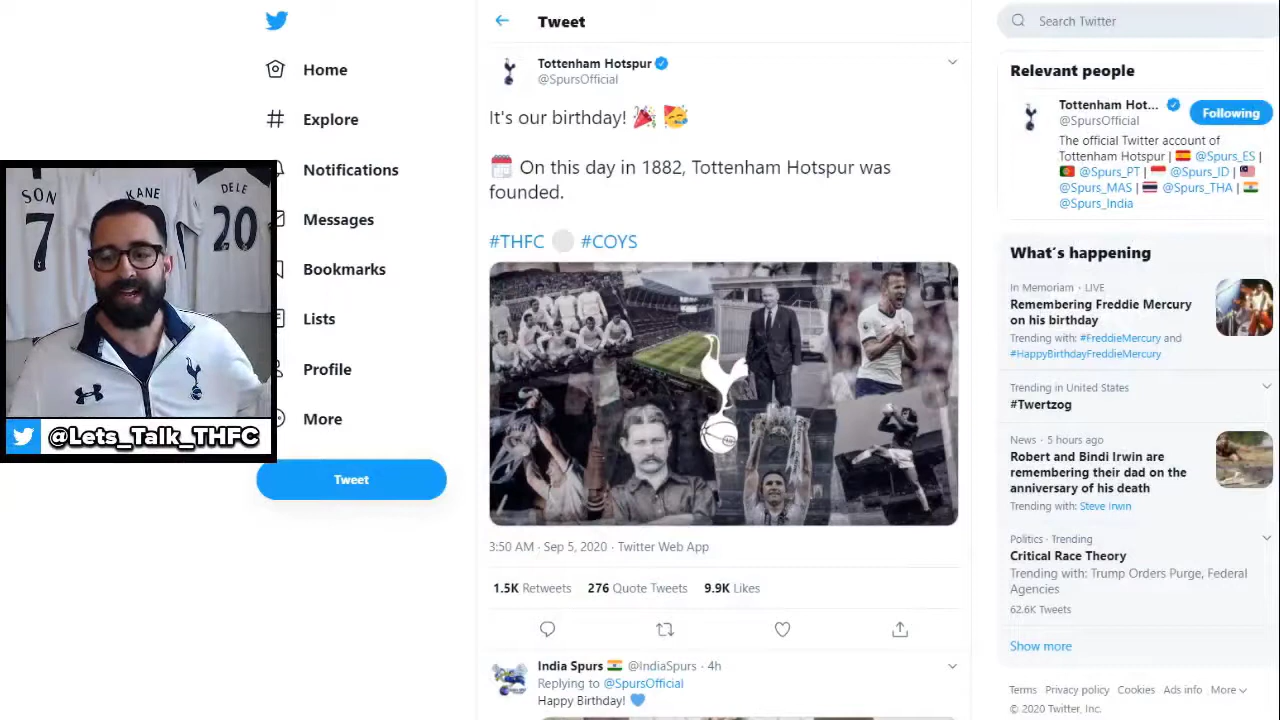 Home
Explore
Notifications
Messages
Bookmarks
Lists
Profile
More
Tweet
SON
7
KANE
DELE
20
@Lets_Talk_THFC
Tweet
Tottenham Hotspur
@SpursOfficial
It's our birthday! 🎉 🥳
🗓️ On this day in 1882, Tottenham Hotspur was
founded.
#THFC ⚪ #COYS
3:50 AM · Sep 5, 2020 · Twitter Web App
1.5K Retweets 276 Quote Tweets 9.9K Likes
India Spurs 🇮🇳 @IndiaSpurs · 4h
Replying to @SpursOfficial
Happy Birthday! 💙
Search Twitter
Relevant people
Tottenham Hot...
@SpursOfficial
Following
The official Twitter account of
Tottenham Hotspur | 🇪🇸 @Spurs_ES |
🇵🇹 @Spurs_PT | 🇮🇩 @Spurs_ID | 🇲🇾
@Spurs_MAS | 🇹🇭 @Spurs_THA | 🇮🇳
@Spurs_India
What's happening
In Memoriam · LIVE
Remembering Freddie Mercury
on his birthday
Trending with: #FreddieMercury and
#HappyBirthdayFreddieMercury
Trending in United States
#Twertzog
News · 5 hours ago
Robert and Bindi Irwin are
remembering their dad on the
anniversary of his death
Trending with: Steve Irwin
Politics · Trending
Critical Race Theory
Trending with: Trump Orders Purge, Federal
Agencies
62.6K Tweets
Show more
Terms Privacy policy Cookies Ads info More
© 2020 Twitter, Inc.